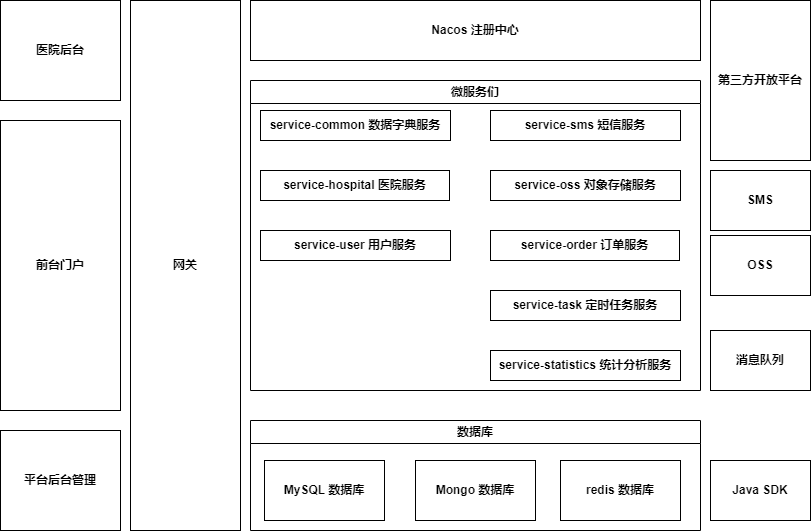 医院后台
前台门户
平台后台管理
网关
Nacos 注册中心
微服务们
service-common 数据字典服务
service-sms 短信服务
service-hospital 医院服务
service-oss 对象存储服务
service-user 用户服务
service-order 订单服务
service-task 定时任务服务
service-statistics 统计分析服务
数据库
MySQL 数据库
Mongo 数据库
redis 数据库
第三方开放平台
SMS
OSS
消息队列
Java SDK